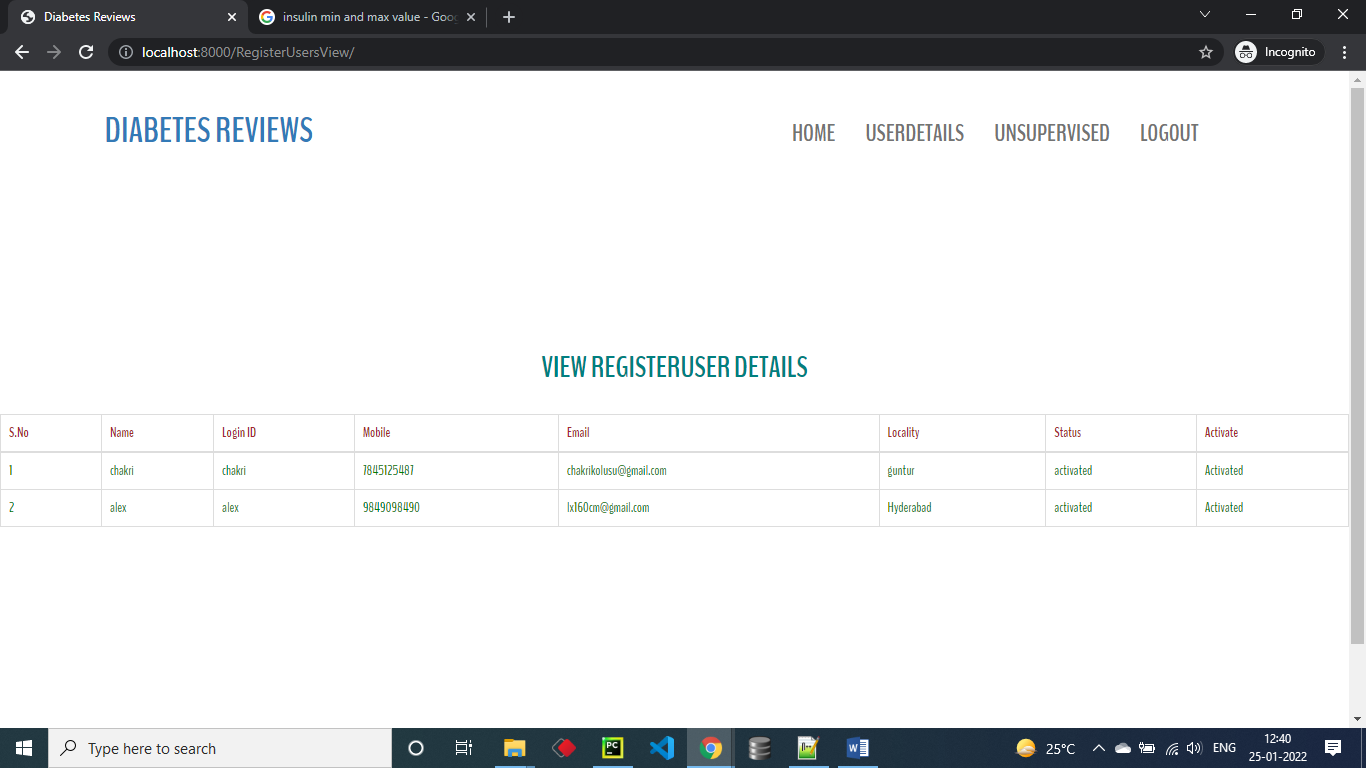 Diabetes Reviews
insulin min and max value - Goo
localhost:8000/RegisterUsersView/
Incognito
DIABETES REVIEWS
HOME USERDETAILS UNSUPERVISED LOGOUT
VIEW REGISTERUSER DETAILS
S.No Name Login ID Mobile Email Locality Status Activate
1 chakri chakri 7845125487 chakrikolusu@gmail.com guntur activated Activated
2 alex alex 9849098490 lx160cm@gmail.com Hyderabad activated Activated
Type here to search
PC
W
25°C
ENG
12:40
25-01-2022